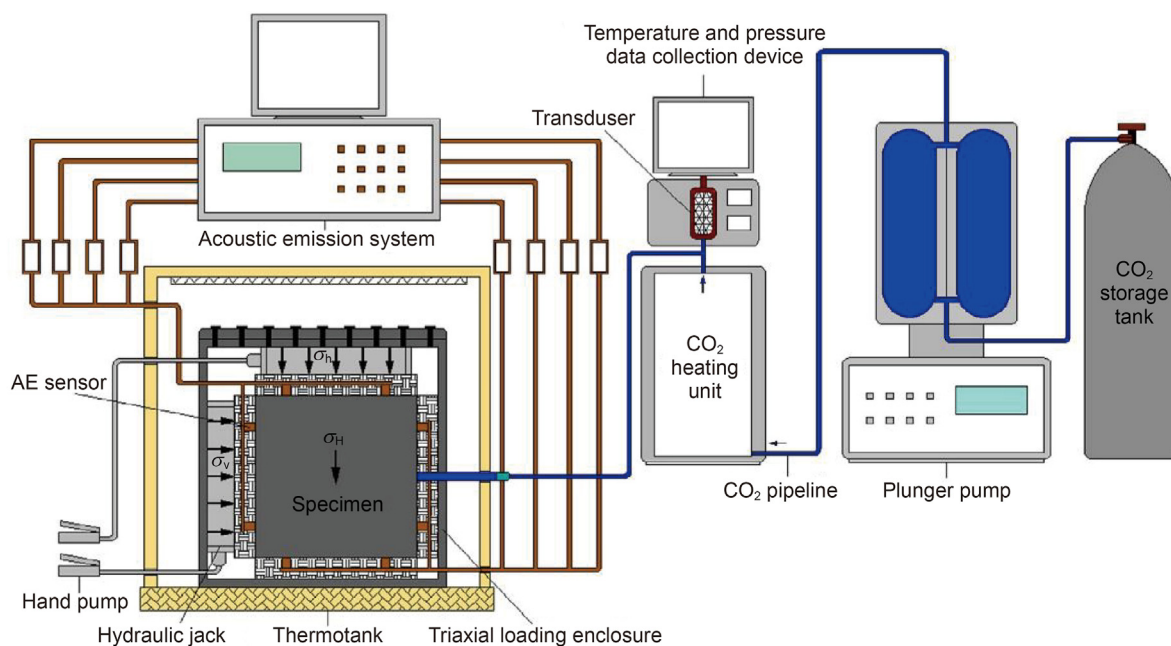 Temperature and pressure
data collection device
Transduser
Acoustic emission system
CO₂
storage
tank
CO₂
heating
unit
σh
AE sensor
σH
σv
Specimen
CO₂ pipeline
Plunger pump
Hand pump
Hydraulic jack
Thermotank
Triaxial loading enclosure